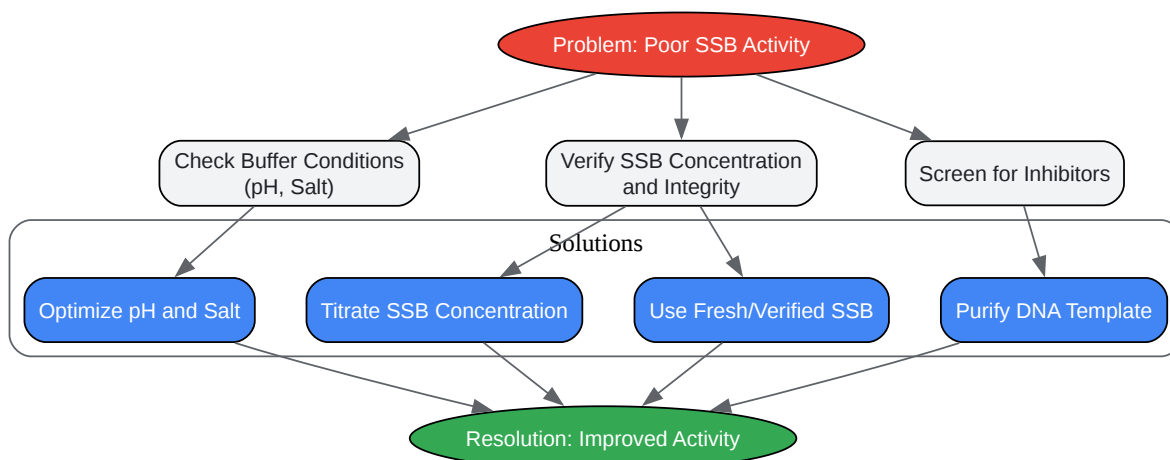 Problem: Poor SSB Activity
Check Buffer Conditions
(pH, Salt)
Verify SSB Concentration
and Integrity
Screen for Inhibitors
Solutions
Optimize pH and Salt
Titrate SSB Concentration
Use Fresh/Verified SSB
Purify DNA Template
Resolution: Improved Activity